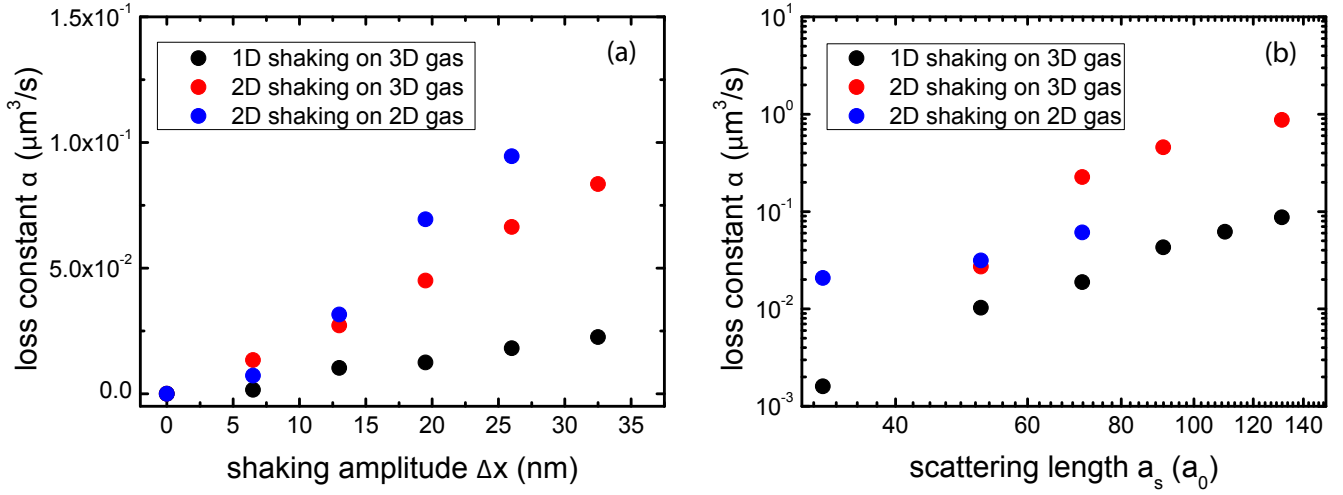 1.5x10⁻¹
(a)
1D shaking on 3D gas
2D shaking on 3D gas
2D shaking on 2D gas
1.0x10⁻¹
5.0x10⁻²
0.0
loss constant α (μm³/s)
0 5 10 15 20 25 30 35
shaking amplitude Δx (nm)
10¹
(b)
1D shaking on 3D gas
2D shaking on 3D gas
2D shaking on 2D gas
10⁰
10⁻¹
10⁻²
10⁻³
loss constant α (μm³/s)
40 60 80 100 120 140
scattering length aₛ (a₀)